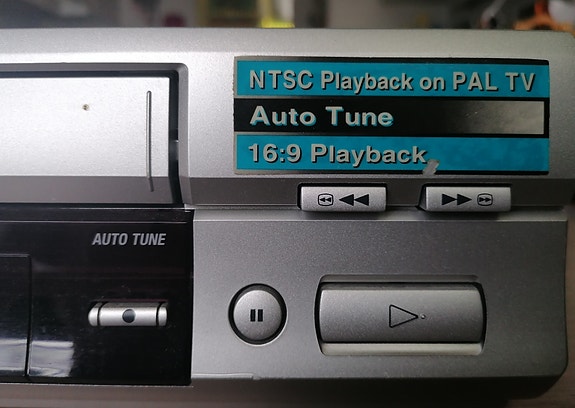 NTSC Playback on PAL TV
Auto Tune
16:9 Playback
AUTO TUNE